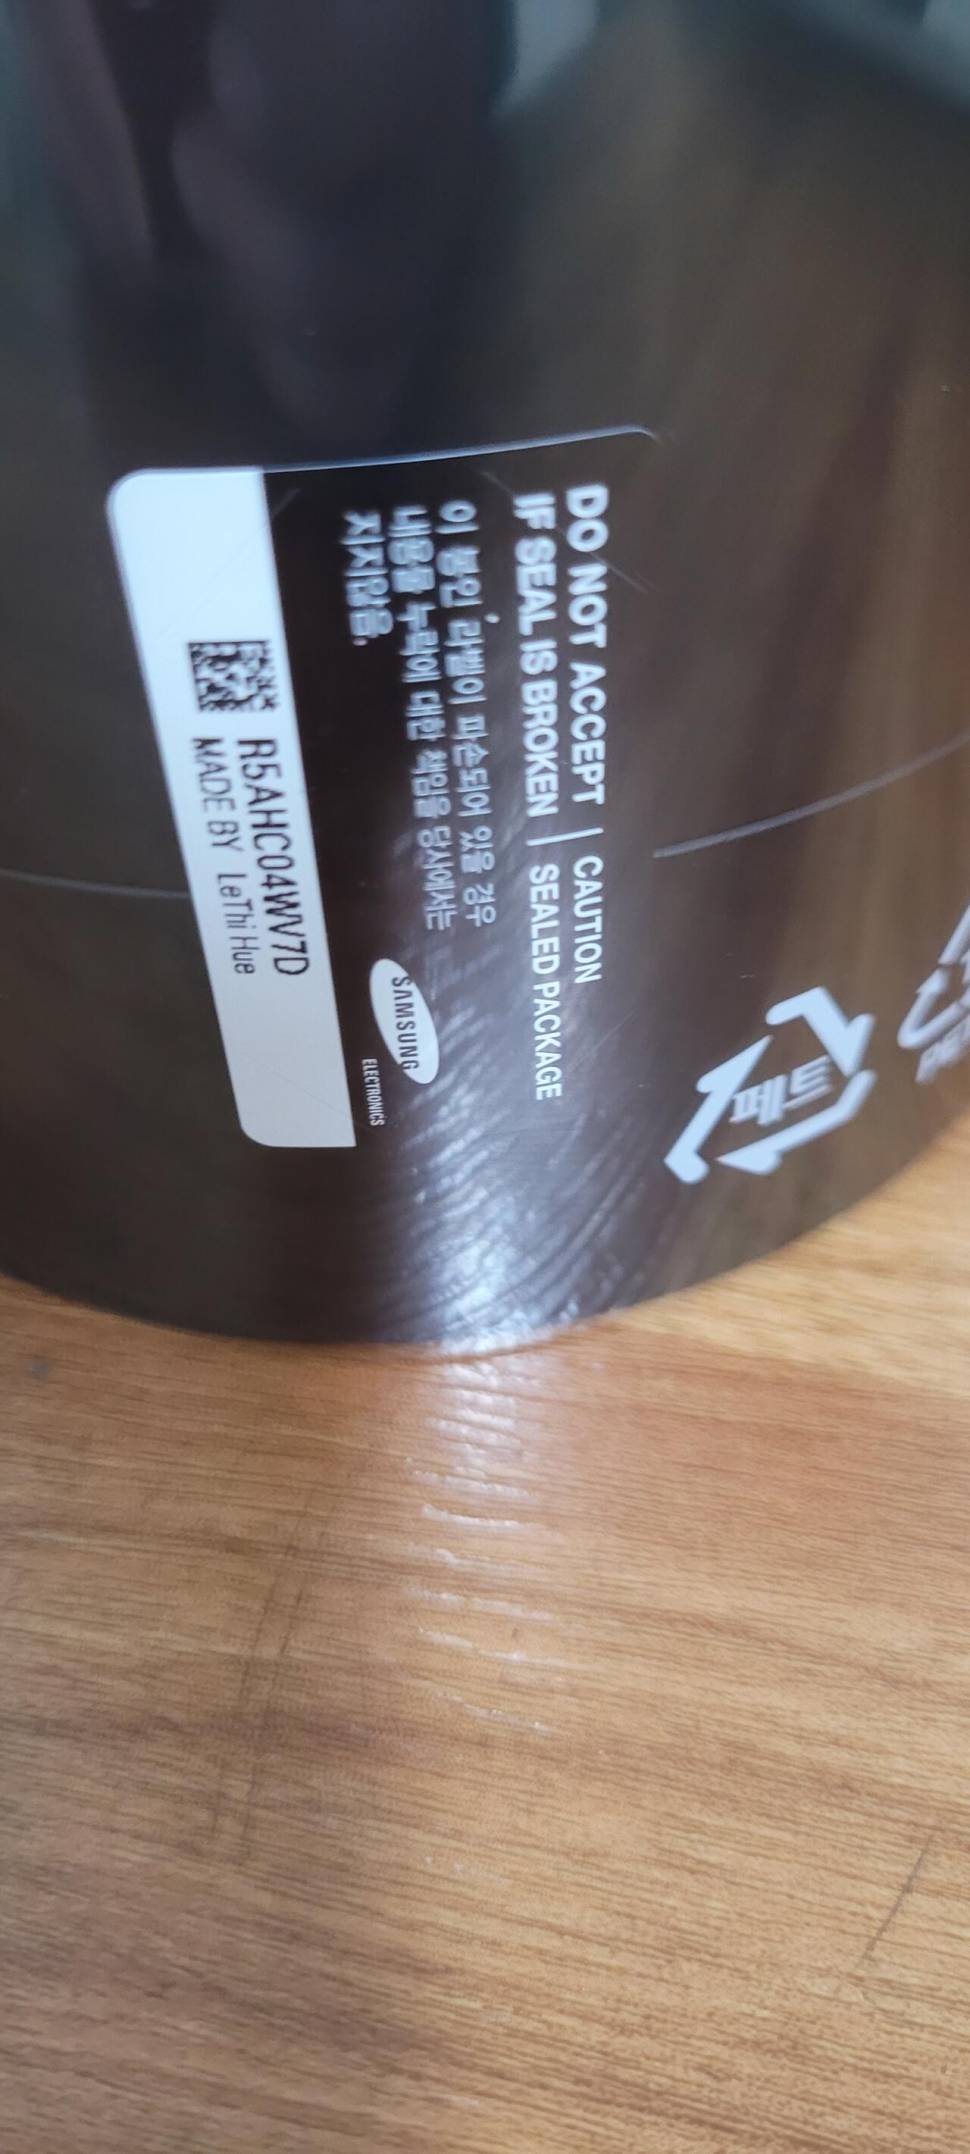 DO NOT ACCEPT | CAUTION
IF SEAL IS BROKEN | SEALED PACKAGE
이 봉인 라벨이 파손되어 있을 경우
내용물 누락에 대한 책임을 당사에서는
지지않음.
SAMSUNG
ELECTRONICS
R5AHC04WV7D
MADE BY LeThi Hue
페트